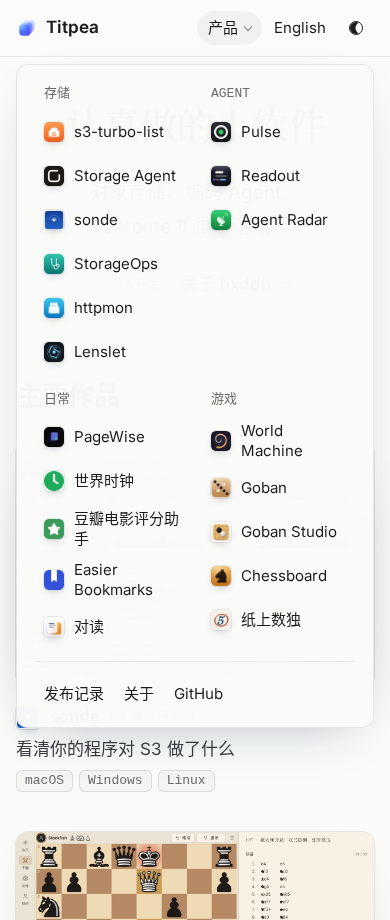 Titpea
产品
English
存储
s3-turbo-list
Storage Agent
sonde
StorageOps
httpmon
Lenslet
AGENT
Pulse
Readout
Agent Radar
日常
PageWise
世界时钟
豆瓣电影评分助
手
Easier
Bookmarks
对读
游戏
World
Machine
Goban
Goban Studio
Chessboard
纸上数独
发布记录
关于
GitHub
看清你的程序对 S3 做了什么
macOS
Windows
Linux